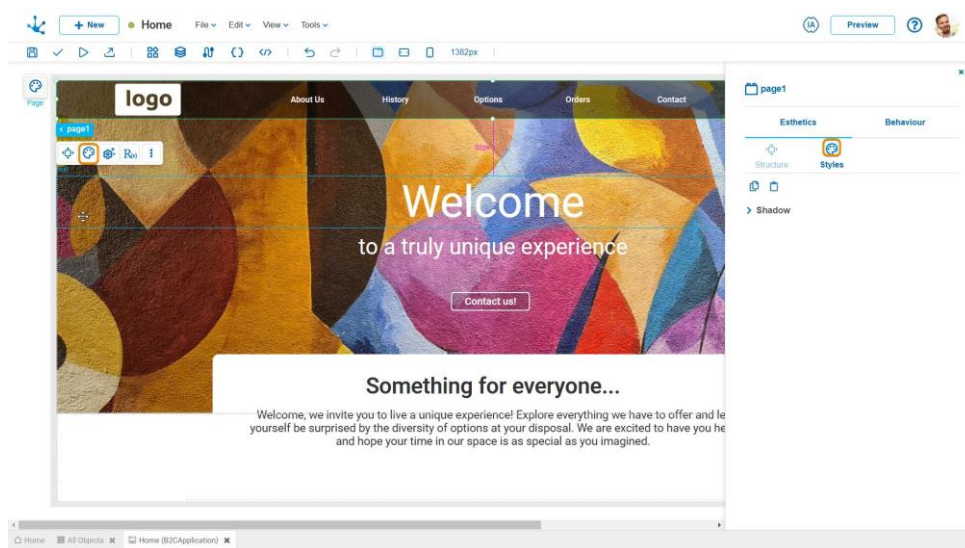 + New
Home
File
Edit
View
Tools
IA
Preview
?
1382px
Page
logo
About Us
History
Options
Orders
Contact
page1
R(x)
50px
Welcome
to a truly unique experience
Contact us!
Something for everyone...
Welcome, we invite you to live a unique experience! Explore everything we have to offer and le
yourself be surprised by the diversity of options at your disposal. We are excited to have you he
and hope your time in our space is as special as you imagined.
page1
Esthetics
Behaviour
Structure
Styles
Shadow
Home
All Objects
Home (B2CApplication)